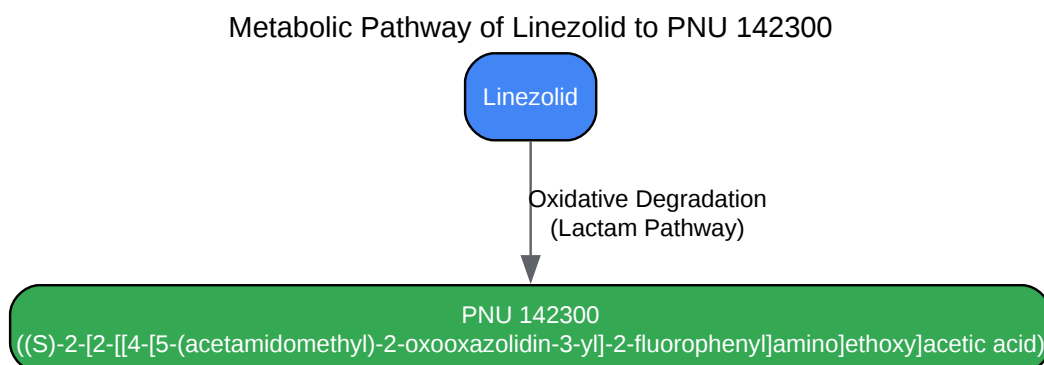 Metabolic Pathway of Linezolid to PNU 142300
Linezolid
Oxidative Degradation
(Lactam Pathway)
PNU 142300
((S)-2-[2-[[4-[5-(acetamidomethyl)-2-oxooxazolidin-3-yl]-2-fluorophenyl]amino]ethoxy]acetic acid)